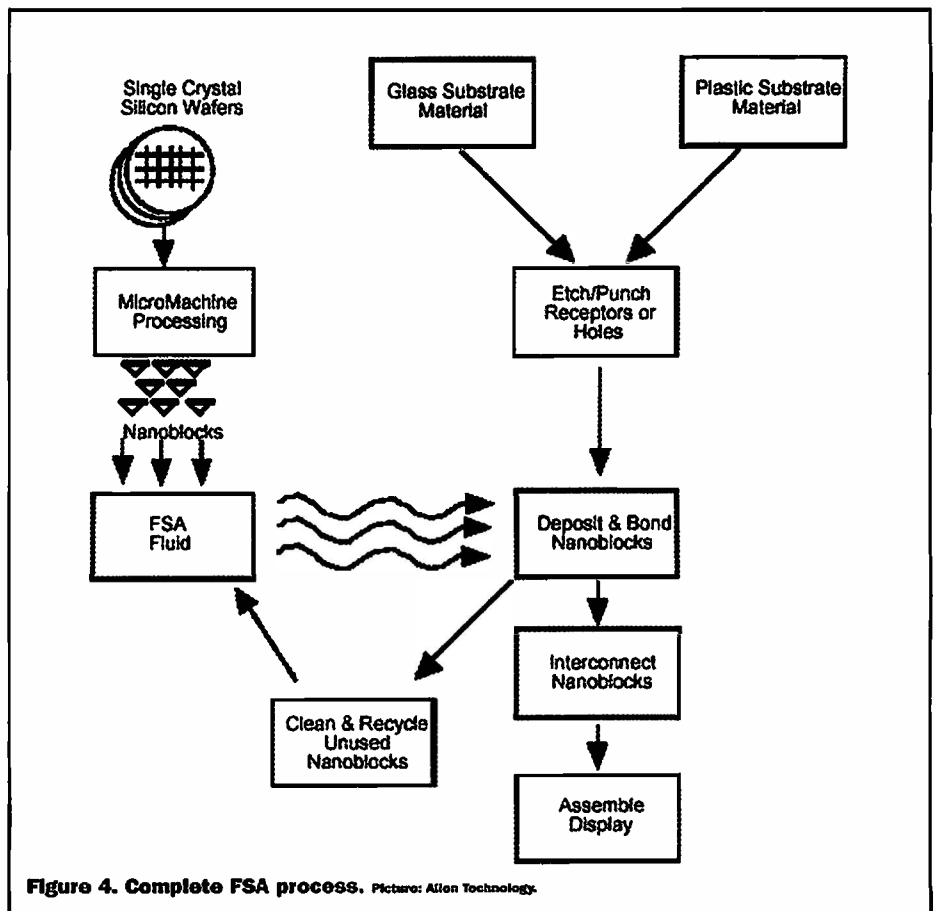 Single Crystal
Silicon Wafers
Glass Substrate
Material
Plastic Substrate
Material
MicroMachine
Processing
Etch/Punch
Receptors or
Holes
Nanoblocks
FSA
Fluid
Deposit & Bond
Nanoblocks
Interconnect
Nanoblocks
Clean & Recycle
Unused
Nanoblocks
Assemble
Display
Figure 4. Complete FSA process. Picture: Alien Technology.